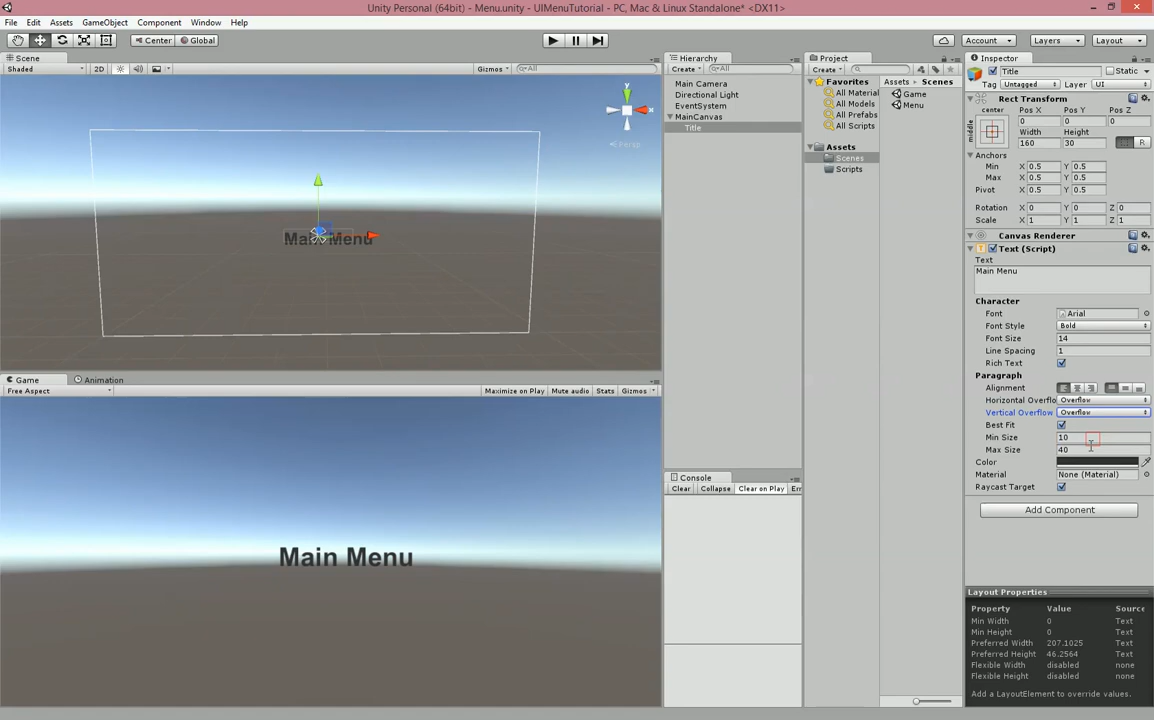 Unity Personal (64bit) - Menu.unity - UIMenuTutorial - PC, Mac & Linux Standalone* <DX11>
File Edit Assets GameObject Component Window Help
Center Global Account Layers Layout
Scene
Shaded 2D Gizmos All
Persp
Main Menu
Game Animation
Free Aspect Maximize on Play Mute audio Stats Gizmos
Main Menu
Hierarchy
Create All
Main Camera
Directional Light
EventSystem
MainCanvas
Title
Console
Clear Collapse Clear on Play Err
Project
Create
Favorites
All Material
All Models
All Prefabs
All Scripts
Assets
Scenes
Scripts
Assets Scenes
Game
Menu
Inspector
Title Static
Tag Untagged Layer UI
Rect Transform
center Pos X Pos Y Pos Z
middle 0 0 0
Width Height
160 30 R
Anchors
Min X 0.5 Y 0.5
Max X 0.5 Y 0.5
Pivot X 0.5 Y 0.5
Rotation X 0 Y 0 Z 0
Scale X 1 Y 1 Z 1
Canvas Renderer
Text (Script)
Text
Main Menu
Character
Font Arial
Font Style Bold
Font Size 14
Line Spacing 1
Rich Text
Paragraph
Alignment
Horizontal Overflo Overflow
Vertical Overflow Overflow
Best Fit
Min Size 10
Max Size 40
Color
Material None (Material)
Raycast Target
Add Component
Layout Properties
Property Value Source
Min Width 0 Text
Min Height 0 Text
Preferred Width 207.1025 Text
Preferred Height 46.2564 Text
Flexible Width disabled none
Flexible Height disabled none
Add a LayoutElement to override values.